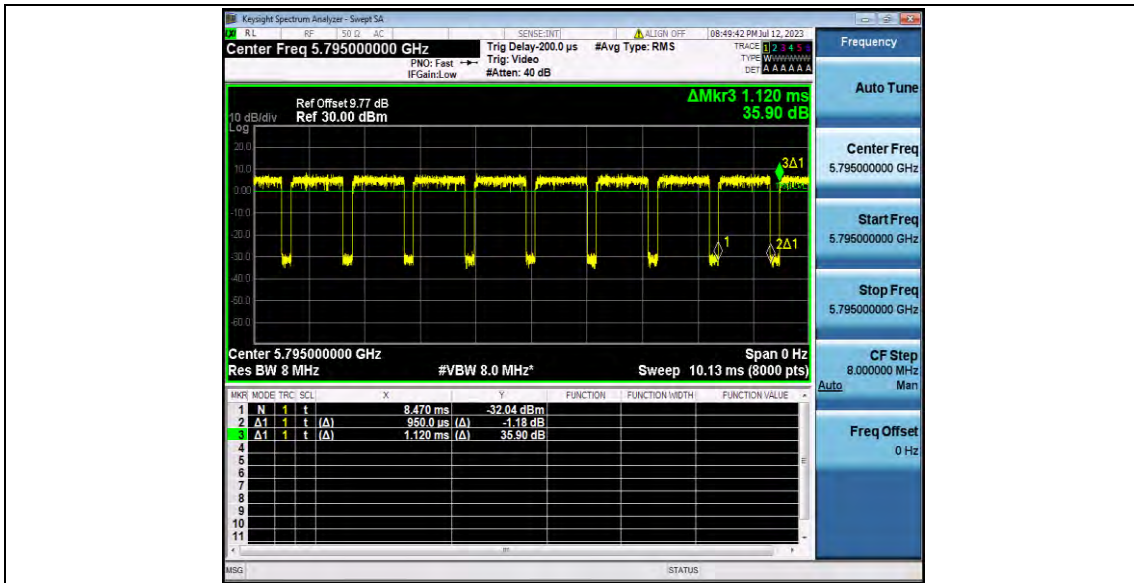 Keysight Spectrum Analyzer - Swept SA
RL RF 50 Ω AC SENSE:INT ALIGN OFF 08:49:42 PM Jul 12, 2023
Center Freq 5.795000000 GHz
PNO: Fast
IFGain:Low
Trig Delay-200.0 µs
Trig: Video
#Atten: 40 dB
#Avg Type: RMS
TRACE 1 2 3 4 5 6
TYPE WWWWWW
DET A A A A A A
ΔMkr3 1.120 ms
35.90 dB
Ref Offset 9.77 dB
10 dB/div Ref 30.00 dBm
Log
20.0
10.0
0.00
-10.0
-20.0
-30.0
-40.0
-50.0
-60.0
3Δ1
1
2Δ1
Center 5.795000000 GHz Span 0 Hz
Res BW 8 MHz #VBW 8.0 MHz* Sweep 10.13 ms (8000 pts)
MKR MODE TRC SCL X Y FUNCTION FUNCTION WIDTH FUNCTION VALUE
1 N 1 t 8.470 ms -32.04 dBm
2 Δ1 1 t (Δ) 950.0 µs (Δ) -1.18 dB
3 Δ1 1 t (Δ) 1.120 ms (Δ) 35.90 dB
4
5
6
7
8
9
10
11
MSG STATUS
Frequency
Auto Tune
Center Freq
5.795000000 GHz
Start Freq
5.795000000 GHz
Stop Freq
5.795000000 GHz
CF Step
8.000000 MHz
Auto Man
Freq Offset
0 Hz